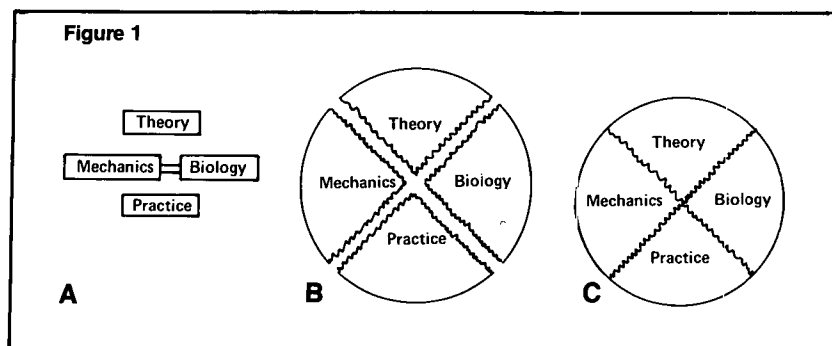 Figure 1
Theory
Mechanics Biology
Practice
A
Theory
Mechanics Biology
Practice
B
Theory
Mechanics Biology
Practice
C